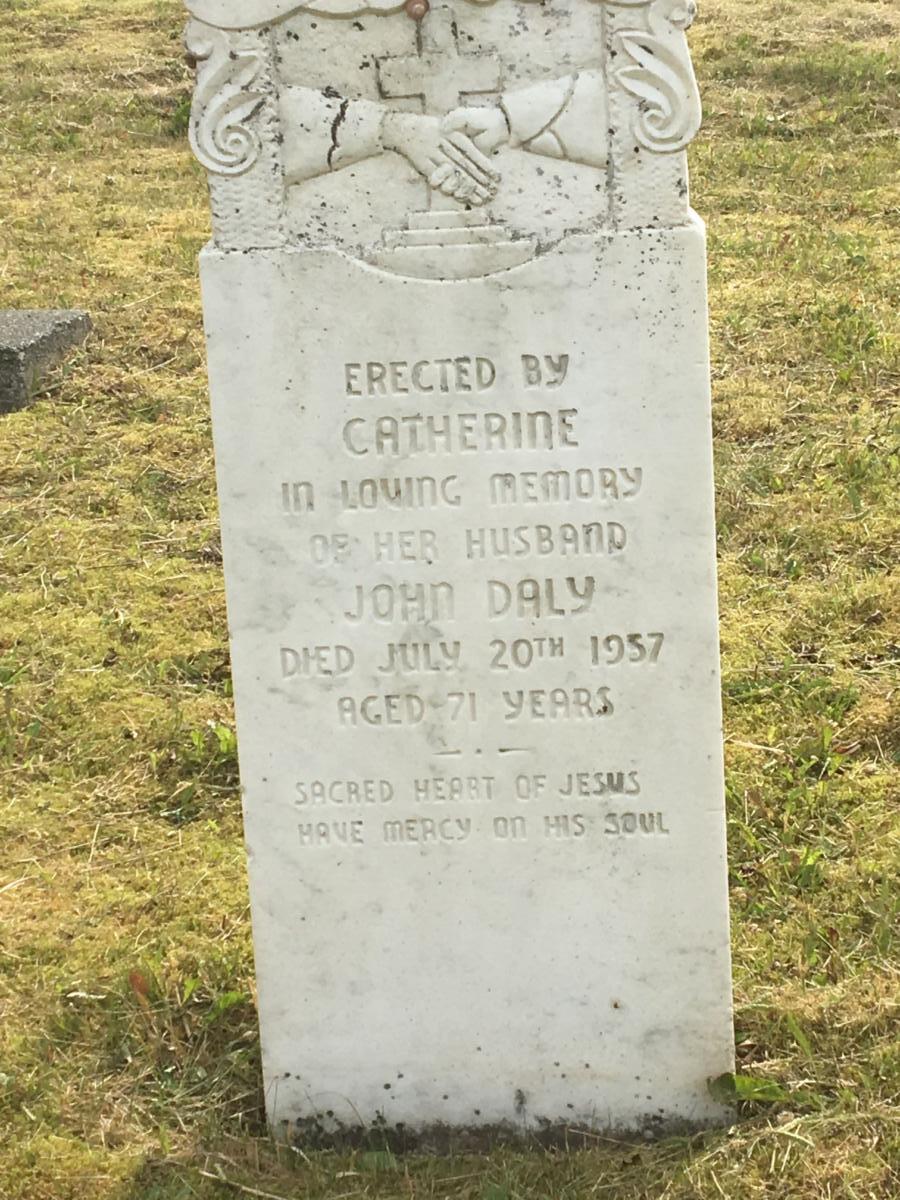 ERECTED BY
CATHERINE
IN LOVING MEMORY
OF HER HUSBAND
JOHN DALY
DIED JULY 20TH 1957
AGED 71 YEARS
SACRED HEART OF JESUS
HAVE MERCY ON HIS SOUL